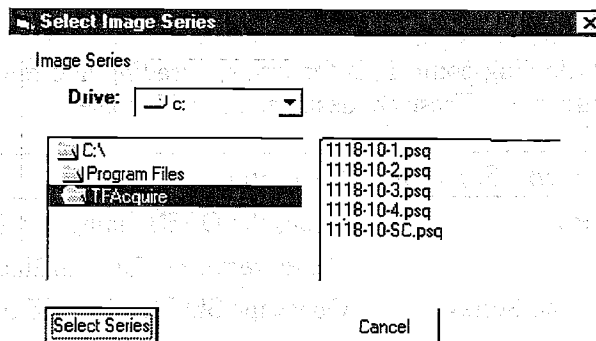 Select Image Series
Image Series
Drive: c:
C:\
Program Files
TFAcquire
1118-10-1.psq
1118-10-2.psq
1118-10-3.psq
1118-10-4.psq
1118-10-SC.psq
Select Series
Cancel